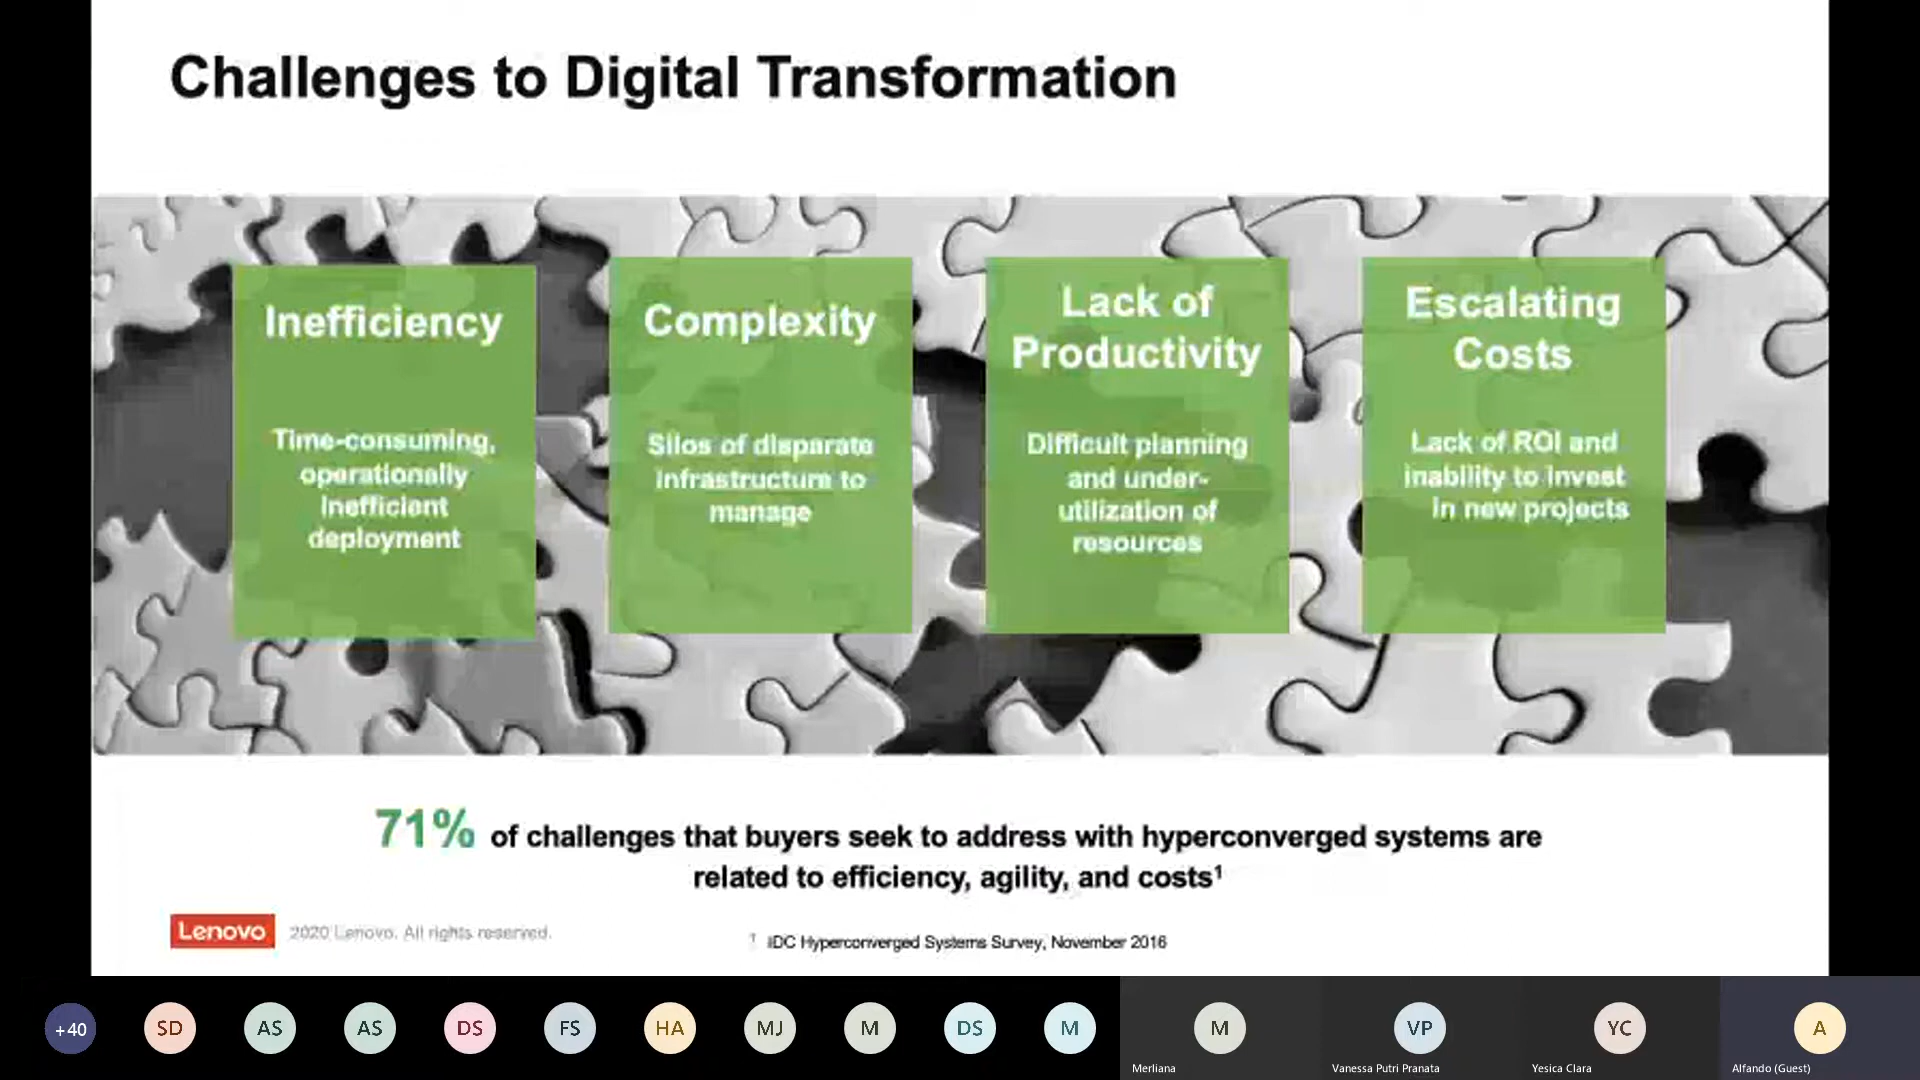 Challenges to Digital Transformation
Inefficiency
Time-consuming,
operationally
inefficient
deployment
Complexity
Silos of disparate
infrastructure to
manage
Lack of
Productivity
Difficult planning
and under-
utilization of
resources
Escalating
Costs
Lack of ROI and
inability to invest
in new projects
71% of challenges that buyers seek to address with hyperconverged systems are
related to efficiency, agility, and costs¹
Lenovo 2020 Lenovo. All rights reserved.
¹ IDC Hyperconverged Systems Survey, November 2016
+40 SD AS AS DS FS HA MJ M DS M M VP YC A
Merliana Vanessa Putri Pranata Yesica Clara Alfando (Guest)